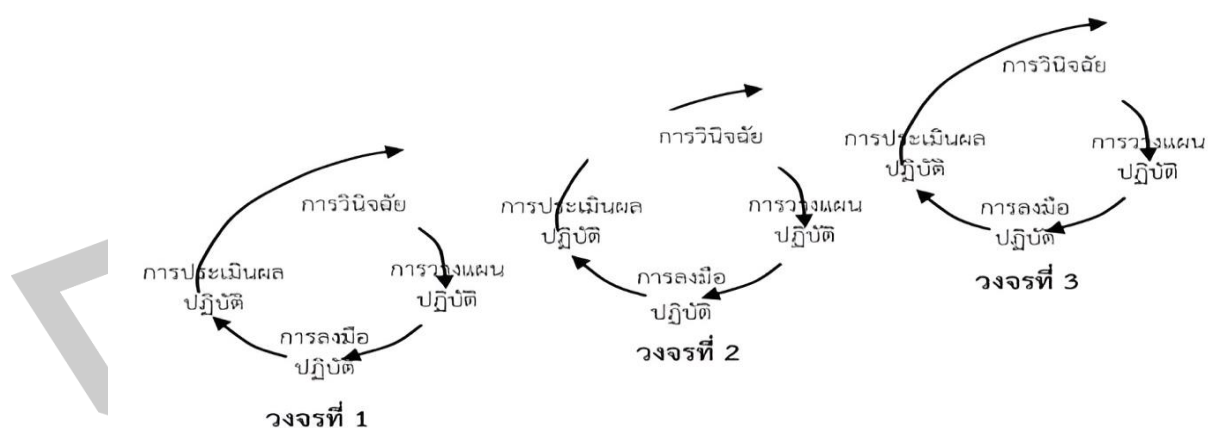 การวินิจฉัย
การวางแผน
ปฏิบัติ
การลงมือ
ปฏิบัติ
การประเมินผล
ปฏิบัติ
วงจรที่ 1
การวินิจฉัย
การวางแผน
ปฏิบัติ
การลงมือ
ปฏิบัติ
การประเมินผล
ปฏิบัติ
วงจรที่ 2
การวินิจฉัย
การวางแผน
ปฏิบัติ
การลงมือ
ปฏิบัติ
การประเมินผล
ปฏิบัติ
วงจรที่ 3